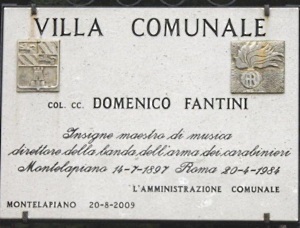 VILLA COMUNALE
COL. CC. DOMENICO FANTINI
Insigne maestro di musica
direttore della banda dell'arma dei carabinieri
Montelapiano 14-7-1897 Roma 20-4-1984
L'AMMINISTRAZIONE COMUNALE
MONTELAPIANO 20-8-2009